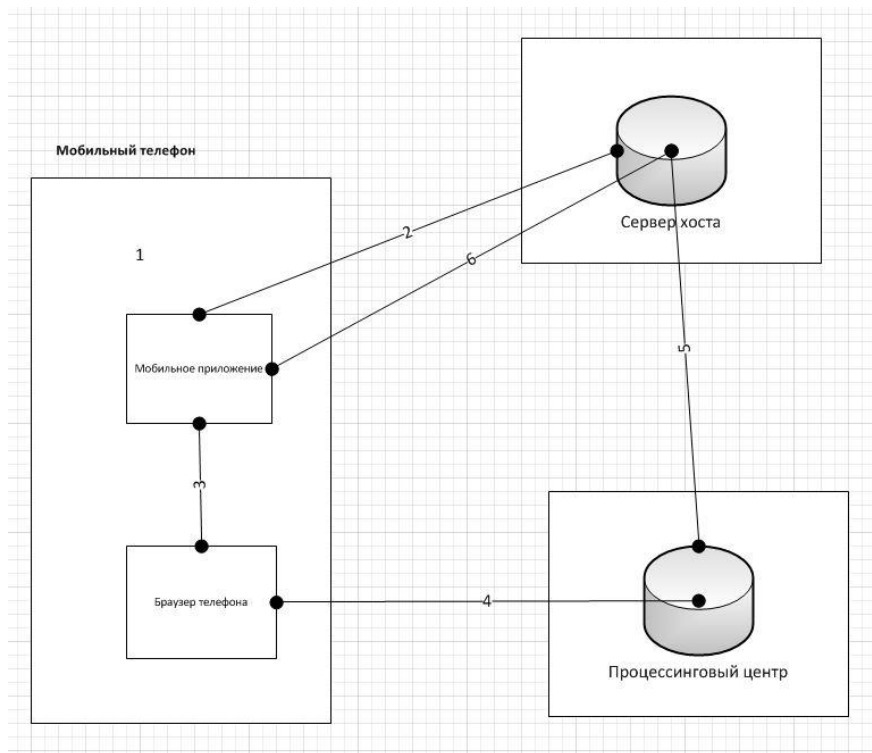 Мобильный телефон
1
2
Сервер хоста
6
5
Мобильное приложение
3
Браузер телефона
4
Процессинговый центр